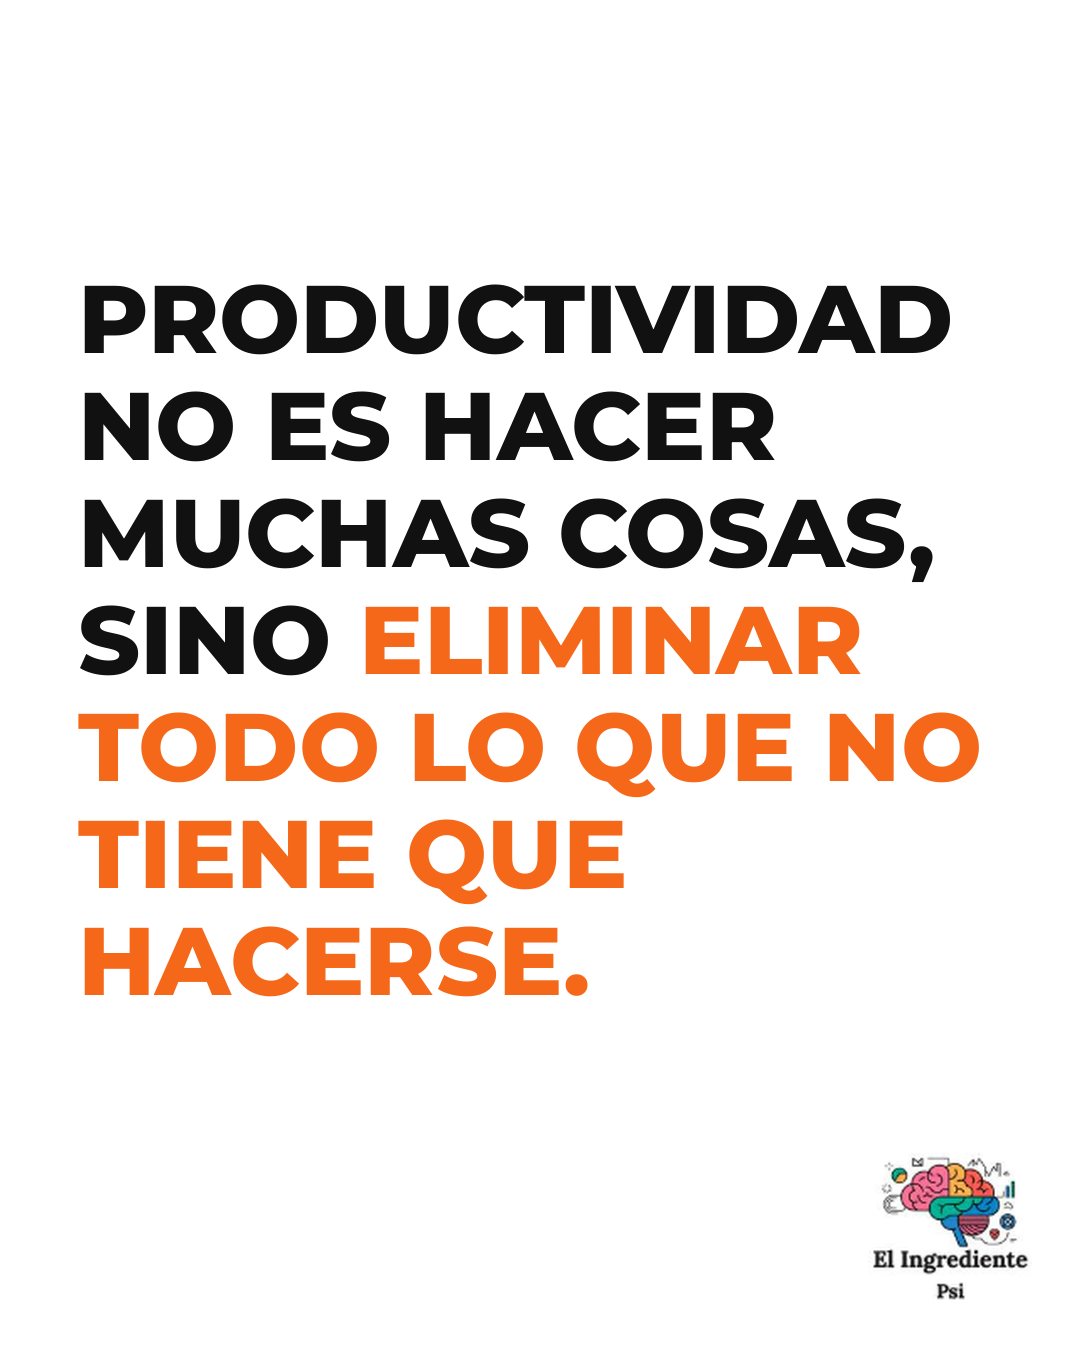 PRODUCTIVIDAD
NO ES HACER
MUCHAS COSAS,
SINO ELIMINAR
TODO LO QUE NO
TIENE QUE
HACERSE.
El Ingrediente
Psi